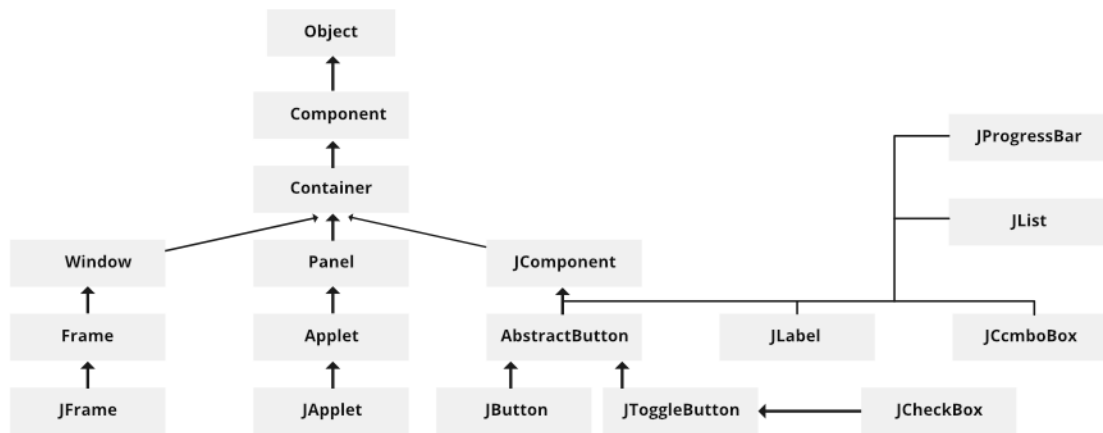 Object
Component
JProgressBar
Container
JList
Window
Panel
JComponent
Frame
Applet
AbstractButton
JLabel
JCcmboBox
JFrame
JApplet
JButton
JToggleButton
JCheckBox